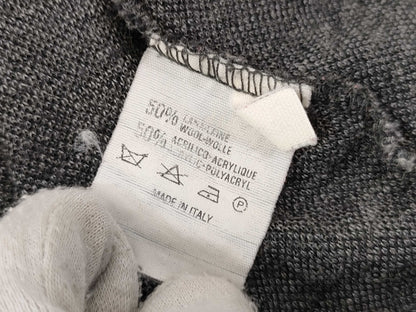 50% LANA-LAINE
WOOL-WOLLE
50% ACRILICO-ACRYLIQUE
ACRYLIC-POLYACRYL
P
MADE IN ITALY